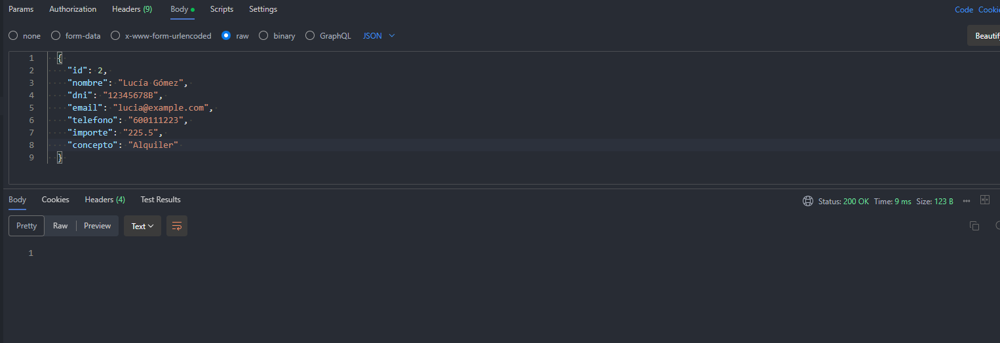 Params Authorization Headers (9) Body Scripts Settings Code Cookie
none form-data x-www-form-urlencoded raw binary GraphQL JSON Beautif
1 {
2 "id": 2,
3 "nombre": "Lucía Gómez",
4 "dni": "12345678B",
5 "email": "lucia@example.com",
6 "telefono": "600111223",
7 "importe": "225.5",
8 "concepto": "Alquiler"
9 }
Body Cookies Headers (4) Test Results Status: 200 OK Time: 9 ms Size: 123 B
Pretty Raw Preview Text
1